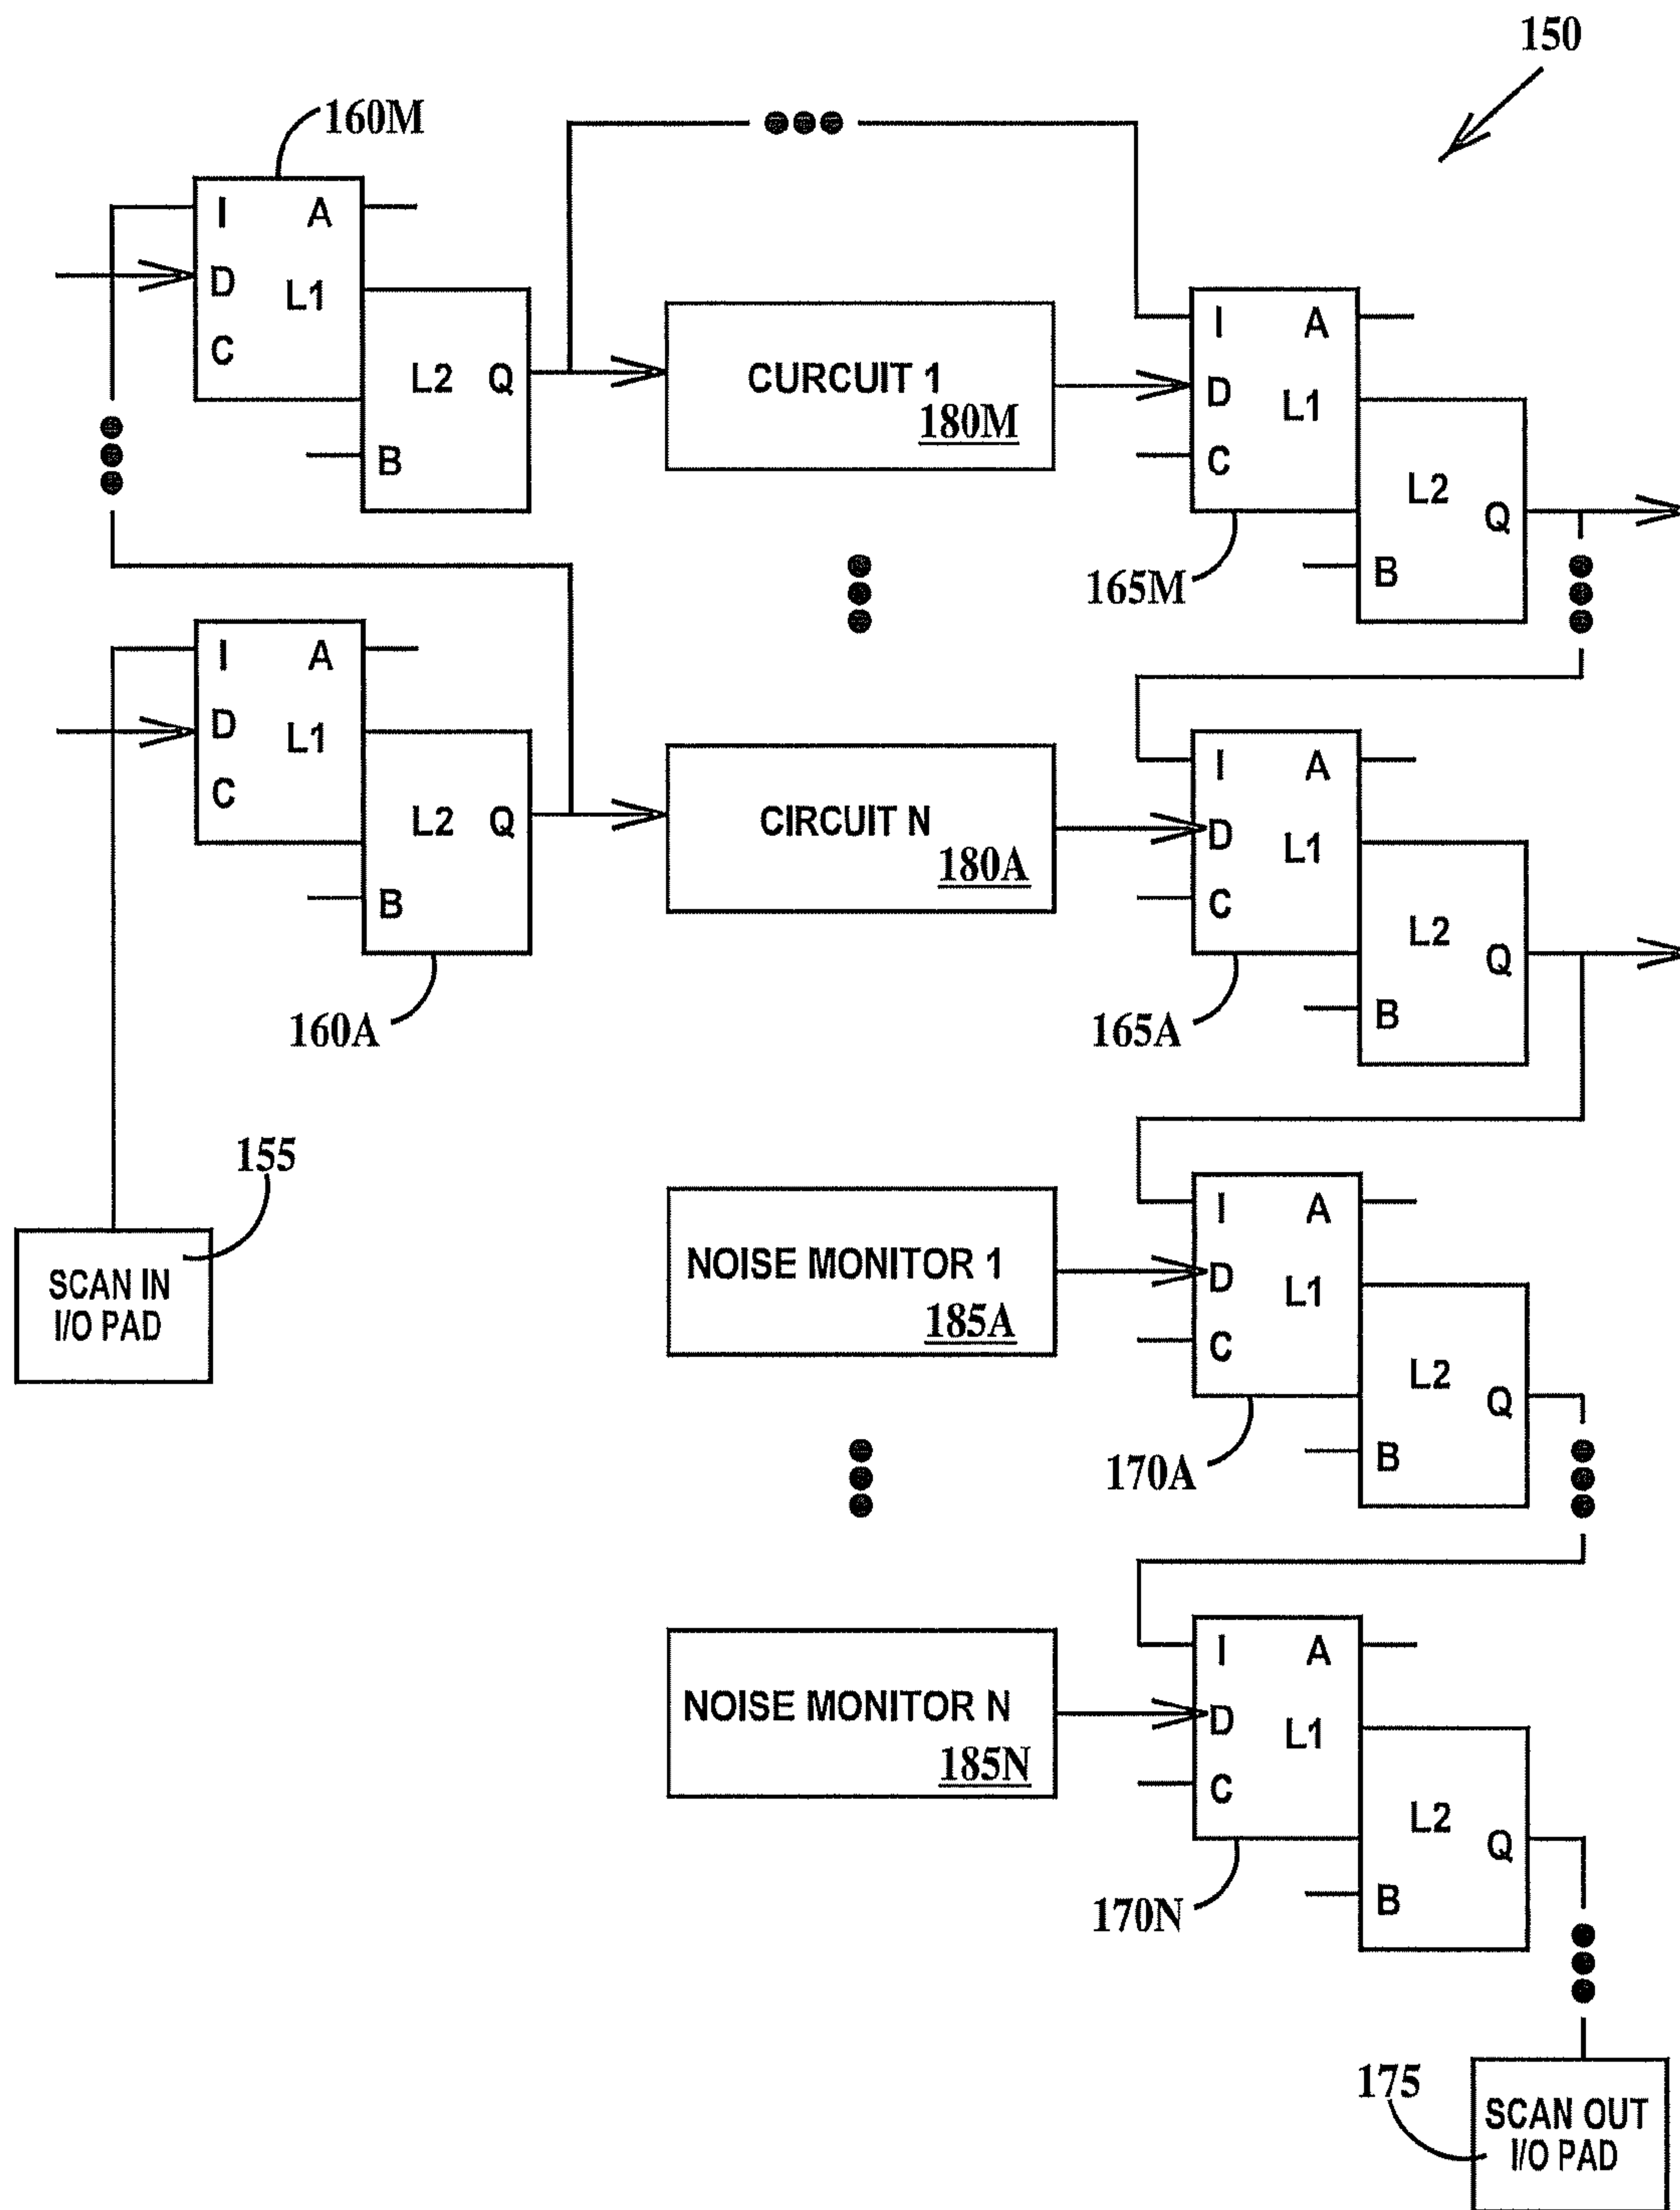 150
160M
I A
D L1
C
L2 Q
B
CURCUIT 1
180M
I A
D L1
C
L2
Q
B
165M
I A
D L1
C
L2 Q
B
160A
CIRCUIT N
180A
I A
D L1
C
L2
Q
B
165A
155
SCAN IN
I/O PAD
NOISE MONITOR 1
185A
I A
D L1
C
L2
Q
B
170A
NOISE MONITOR N
185N
I A
D L1
C
L2
Q
B
170N
175
SCAN OUT
I/O PAD